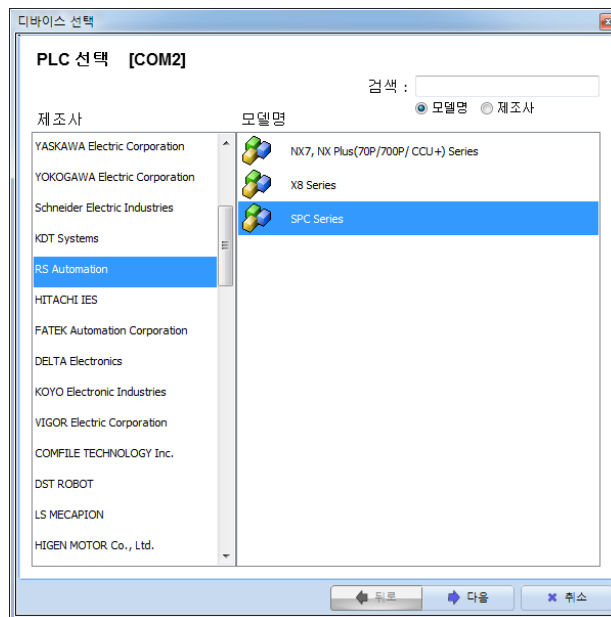 디바이스 선택
PLC 선택 [COM2]
검색 :
모델명 제조사
제조사
모델명
YASKAWA Electric Corporation
YOKOGAWA Electric Corporation
Schneider Electric Industries
KDT Systems
RS Automation
HITACHI IES
FATEK Automation Corporation
DELTA Electronics
KOYO Electronic Industries
VIGOR Electric Corporation
COMFILE TECHNOLOGY Inc.
DST ROBOT
LS MECAPION
HIGEN MOTOR Co., Ltd.
NX7, NX Plus(70P/700P/ CCU+) Series
X8 Series
SPC Series
뒤로 다음 취소